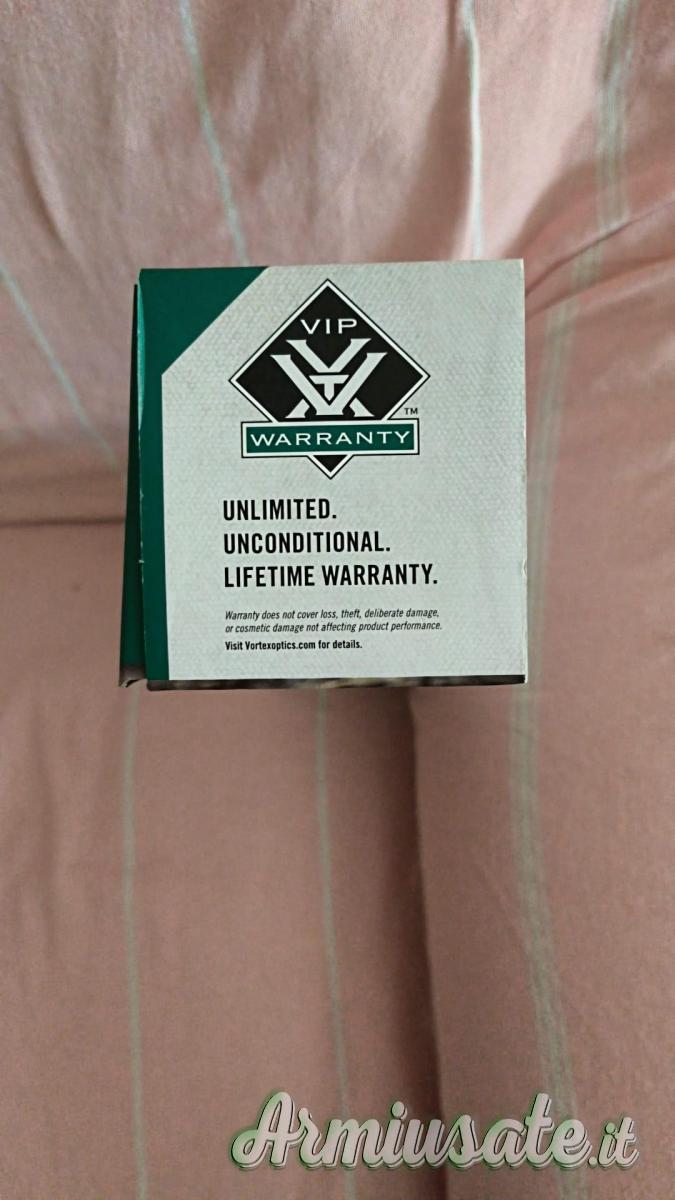 VIP
WARRANTY
TM
UNLIMITED.
UNCONDITIONAL.
LIFETIME WARRANTY.
Warranty does not cover loss, theft, deliberate damage,
or cosmetic damage not affecting product performance.
Visit Vortexoptics.com for details.
Armiusate.it